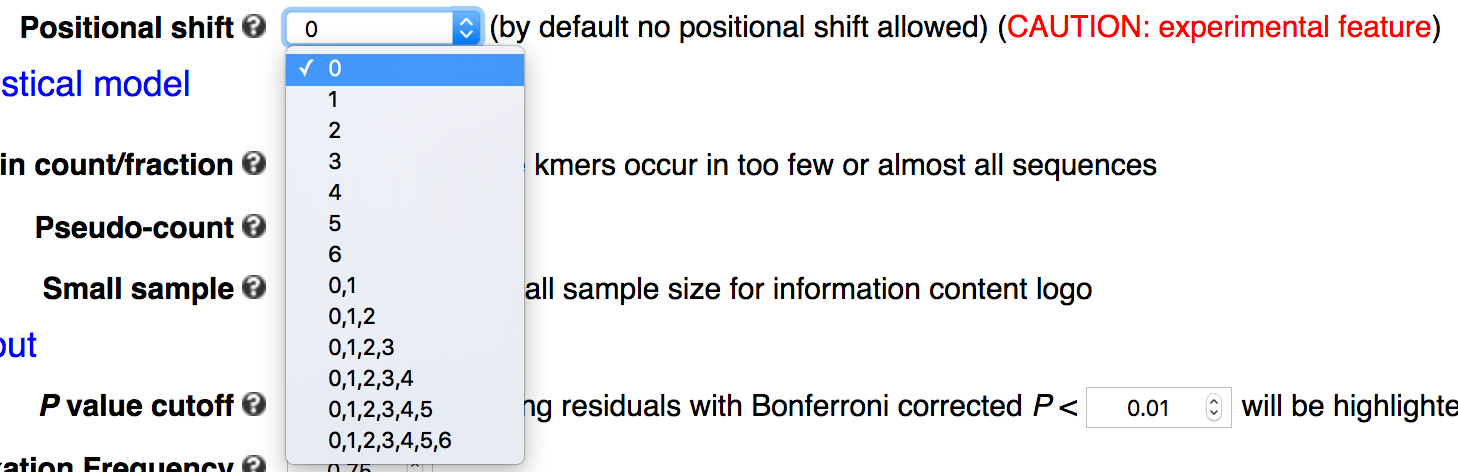 Positional shift ? 0 (by default no positional shift allowed) (CAUTION: experimental feature)
✓ 0
stical model
1
2
in count/fraction ? 3 kmers occur in too few or almost all sequences
4
Pseudo-count ? 5
6
Small sample ? 0,1 all sample size for information content logo
0,1,2
out 0,1,2,3
0,1,2,3,4
P value cutoff ? 0,1,2,3,4,5 ng residuals with Bonferroni corrected P < 0.01 will be highlighte
0,1,2,3,4,5,6
xation Frequency ? 0.75